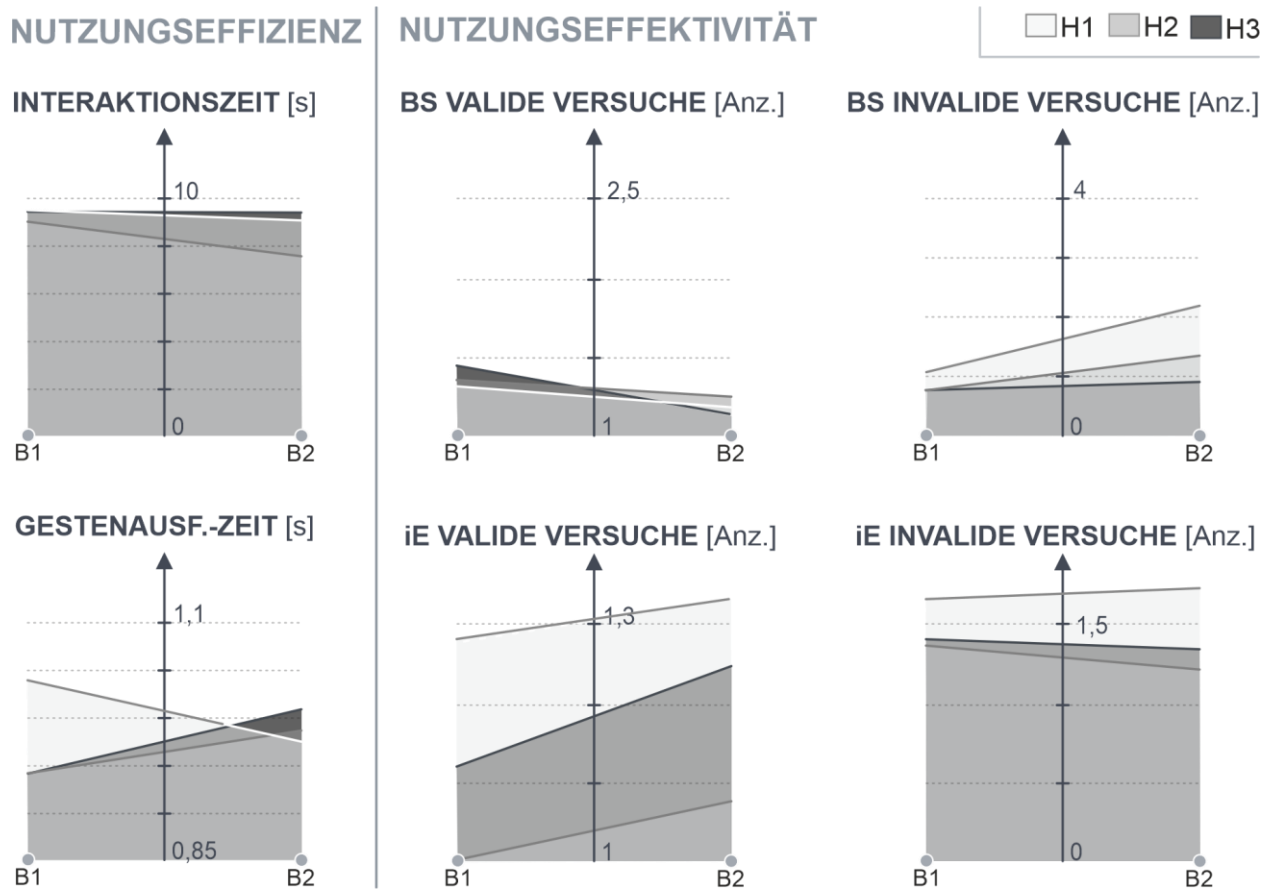 NUTZUNGSEFFIZIENZ
NUTZUNGSEFFEKTIVITÄT
H1 H2 H3
INTERAKTIONSZEIT [s]
10
0
B1 B2
BS VALIDE VERSUCHE [Anz.]
2,5
1
B1 B2
BS INVALIDE VERSUCHE [Anz.]
4
0
B1 B2
GESTENAUSF.-ZEIT [s]
1,1
0,85
B1 B2
iE VALIDE VERSUCHE [Anz.]
1,3
1
B1 B2
iE INVALIDE VERSUCHE [Anz.]
1,5
0
B1 B2